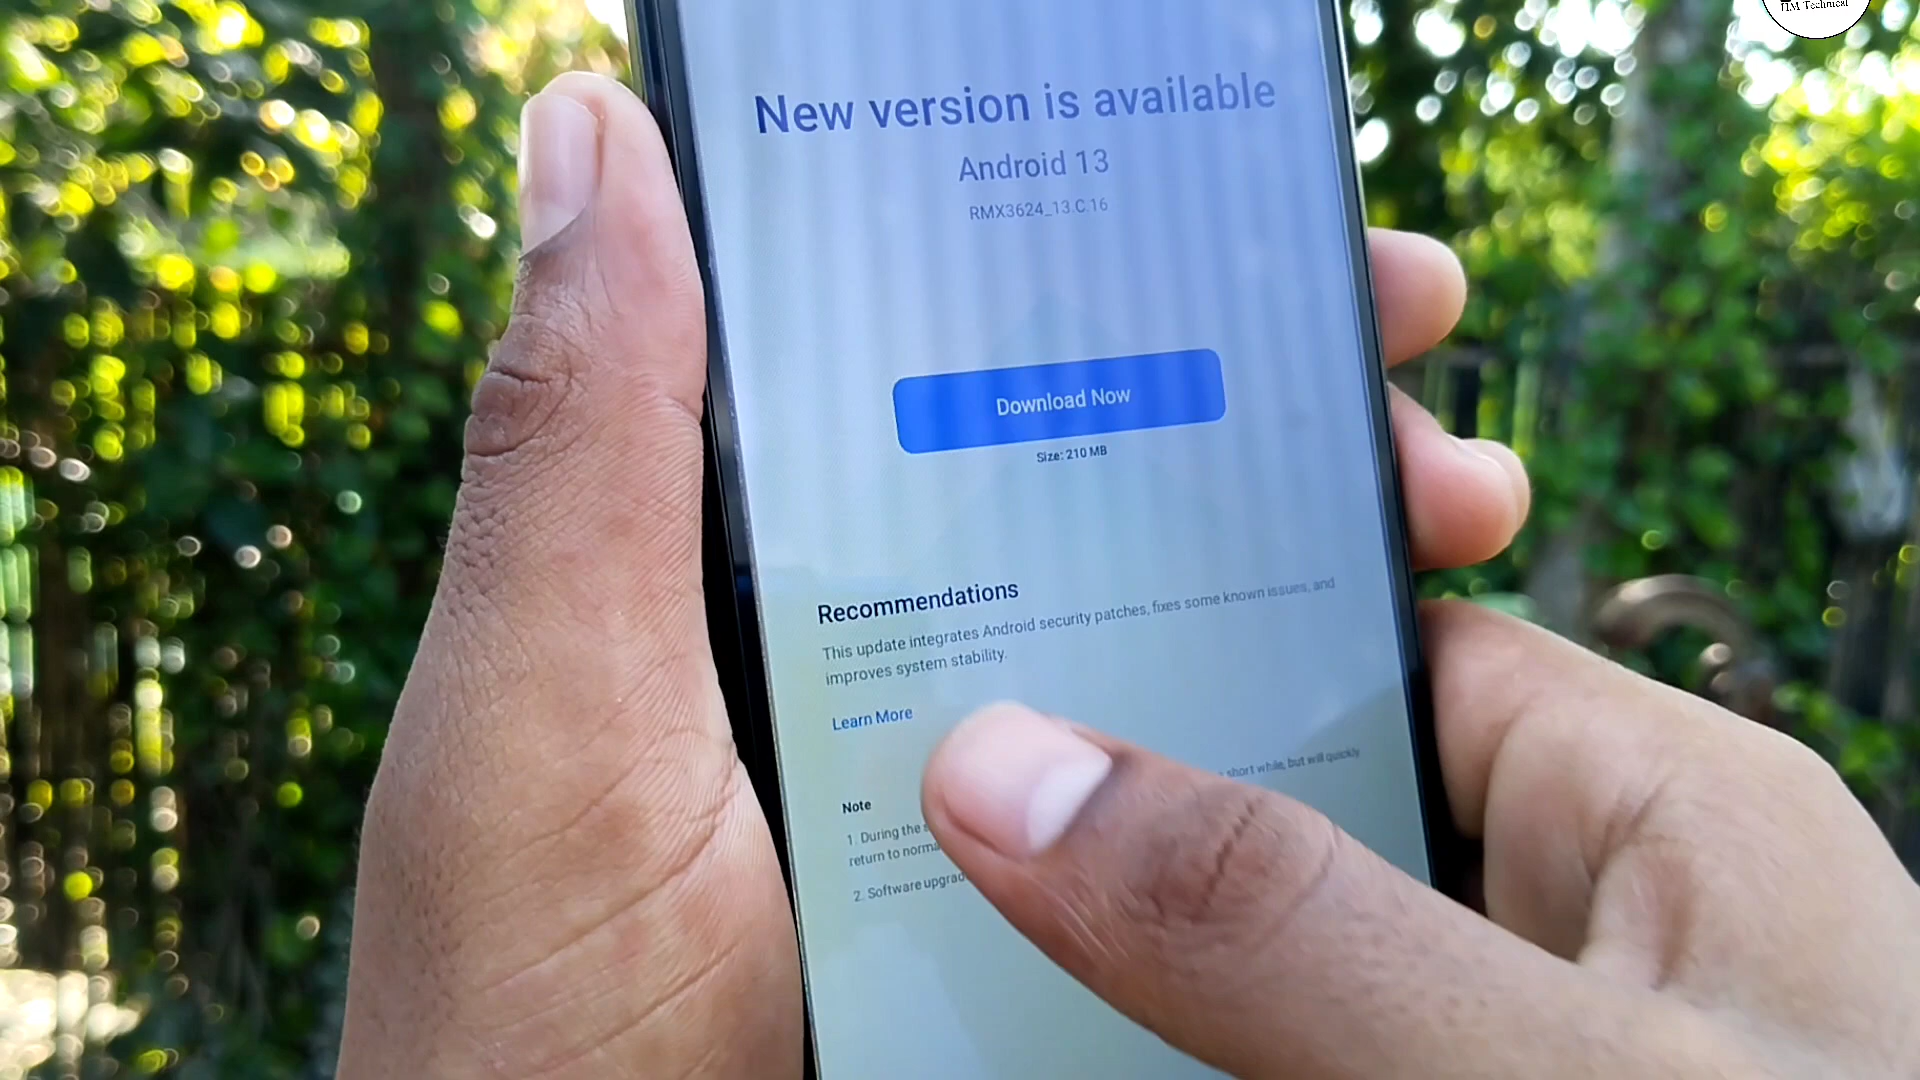 ITM Technical
New version is available
Android 13
RMX3624_13.C.16
Download Now
Size: 210 MB
Recommendations
This update integrates Android security patches, fixes some known issues, and
improves system stability.
Learn More
Note
1. During the
short while, but will quickly
return to
2. Software